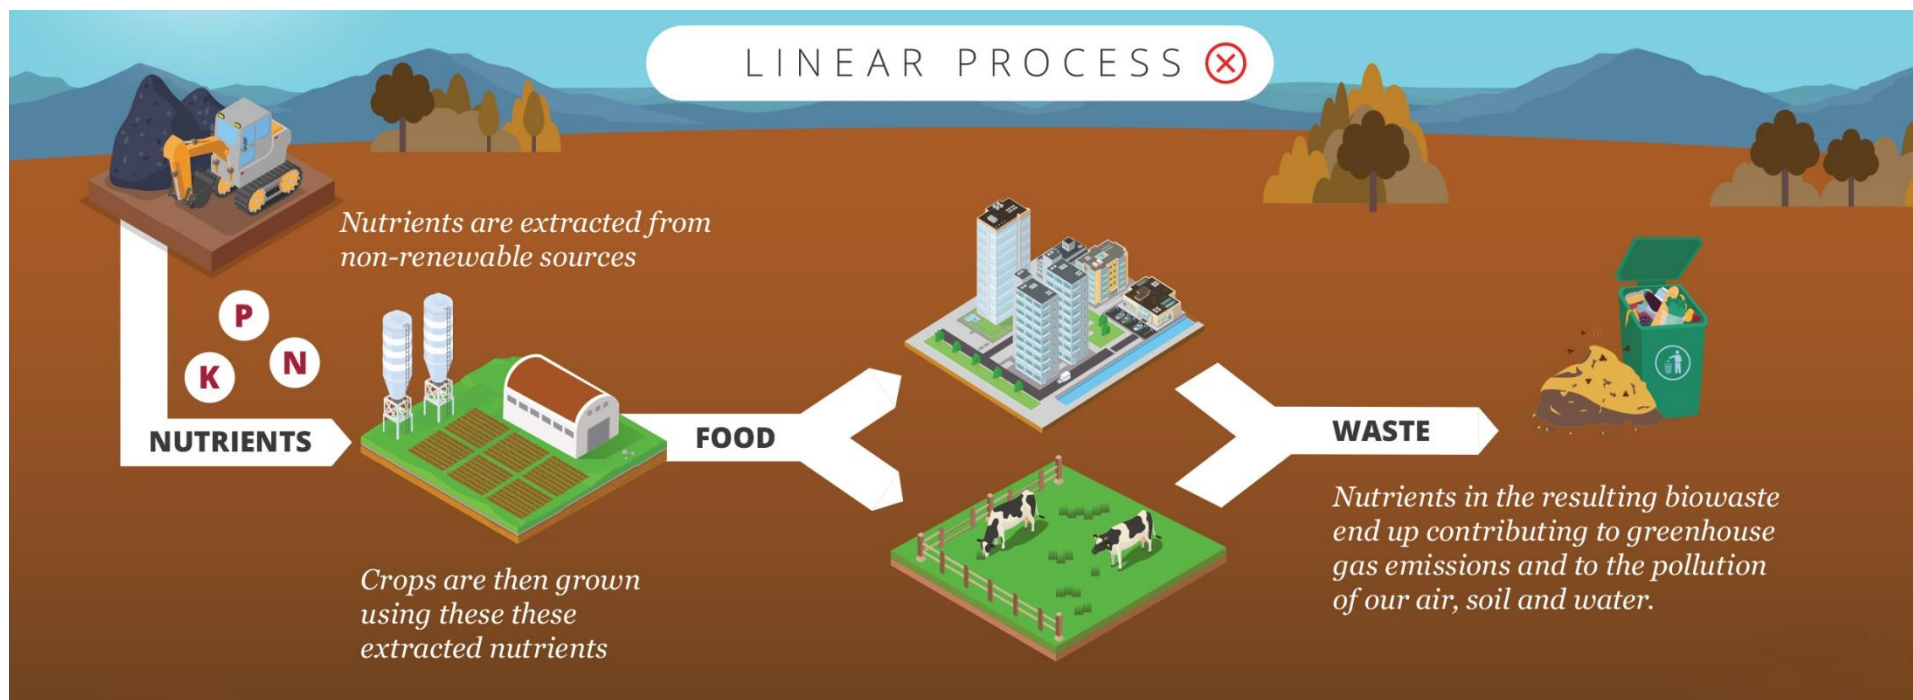 LINEAR PROCESS
Nutrients are extracted from
non-renewable sources
P
K
N
NUTRIENTS
FOOD
WASTE
Crops are then grown
using these these
extracted nutrients
Nutrients in the resulting biowaste
end up contributing to greenhouse
gas emissions and to the pollution
of our air, soil and water.